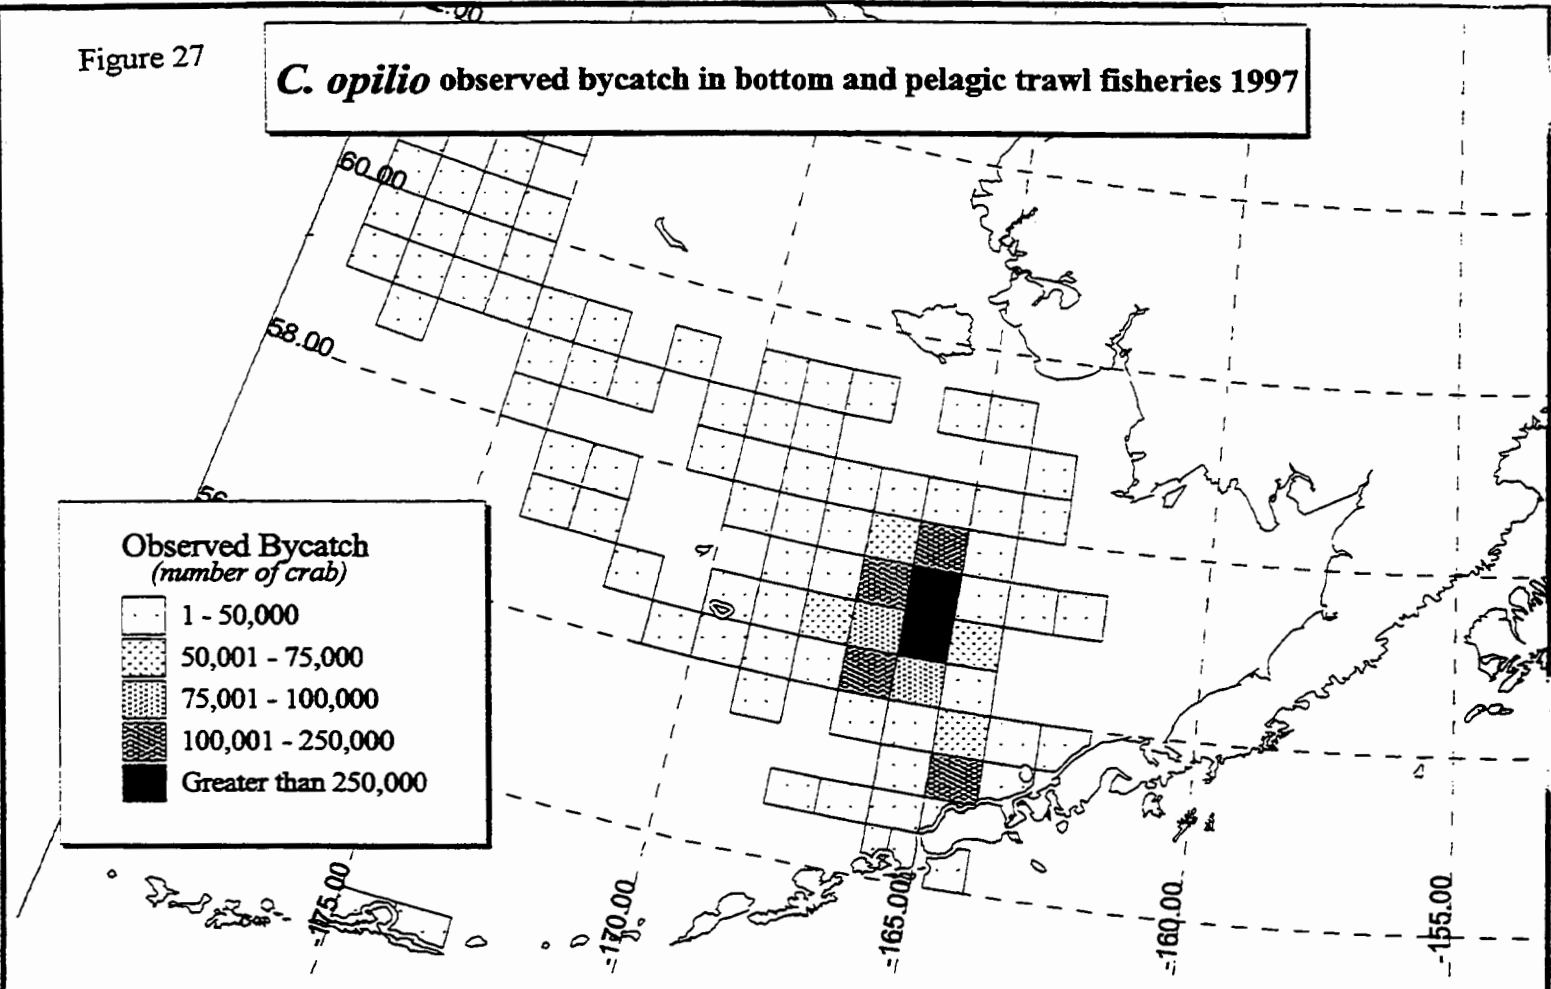 Figure 27
C. opilio observed bycatch in bottom and pelagic trawl fisheries 1997
60.00
58.00
Observed Bycatch
(number of crab)
1 - 50,000
50,001 - 75,000
75,001 - 100,000
100,001 - 250,000
Greater than 250,000
-175.00
-170.00
-165.00
-160.00
-155.00